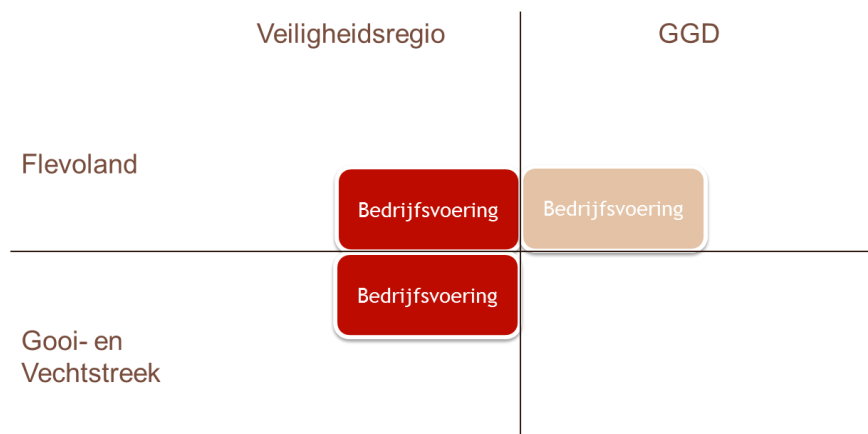 Veiligheidsregio
GGD
Flevoland
Bedrijfsvoering
Bedrijfsvoering
Bedrijfsvoering
Gooi- en
Vechtstreek